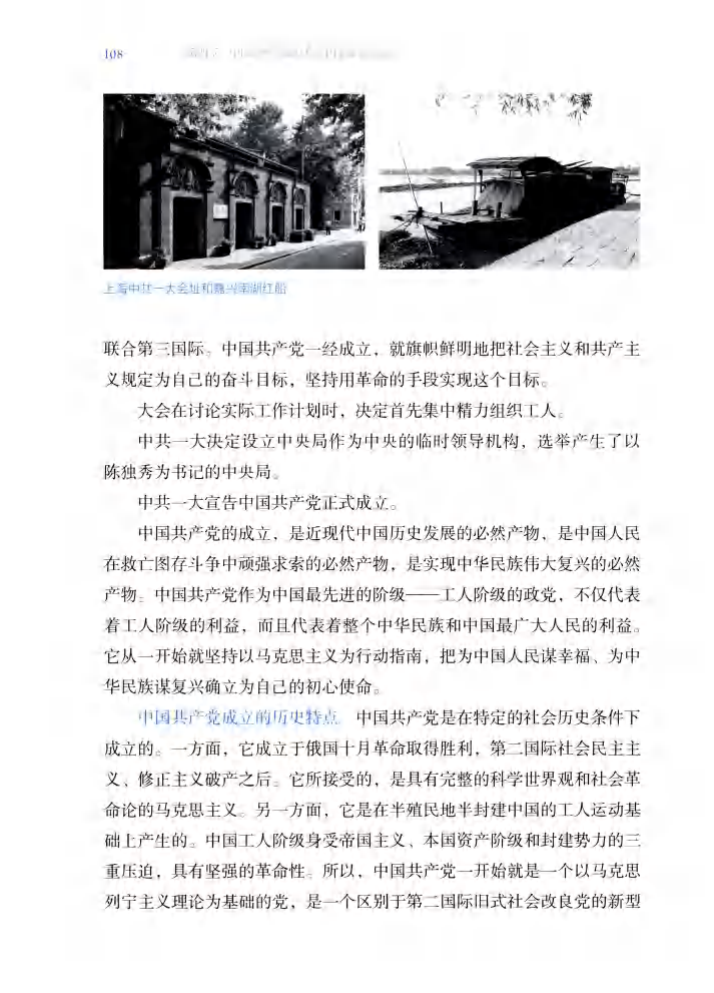 108
上海中共一大会址和嘉兴南湖红船
联合第三国际。中国共产党一经成立，就旗帜鲜明地把社会主义和共产主
义规定为自己的奋斗目标，坚持用革命的手段实现这个目标。
大会在讨论实际工作计划时，决定首先集中精力组织工人。
中共一大决定设立中央局作为中央的临时领导机构，选举产生了以
陈独秀为书记的中央局。
中共一大宣告中国共产党正式成立。
中国共产党的成立，是近现代中国历史发展的必然产物，是中国人民
在救亡图存斗争中顽强求索的必然产物，是实现中华民族伟大复兴的必然
产物。中国共产党作为中国最先进的阶级——工人阶级的政党，不仅代表
着工人阶级的利益，而且代表着整个中华民族和中国最广大人民的利益。
它从一开始就坚持以马克思主义为行动指南，把为中国人民谋幸福、为中
华民族谋复兴确立为自己的初心使命。
中国共产党成立的历史特点 中国共产党是在特定的社会历史条件下
成立的。一方面，它成立于俄国十月革命取得胜利，第二国际社会民主主
义、修正主义破产之后。它所接受的，是具有完整的科学世界观和社会革
命论的马克思主义。另一方面，它是在半殖民地半封建中国的工人运动基
础上产生的。中国工人阶级身受帝国主义、本国资产阶级和封建势力的三
重压迫，具有坚强的革命性。所以，中国共产党一开始就是一个以马克思
列宁主义理论为基础的党，是一个区别于第二国际旧式社会改良党的新型